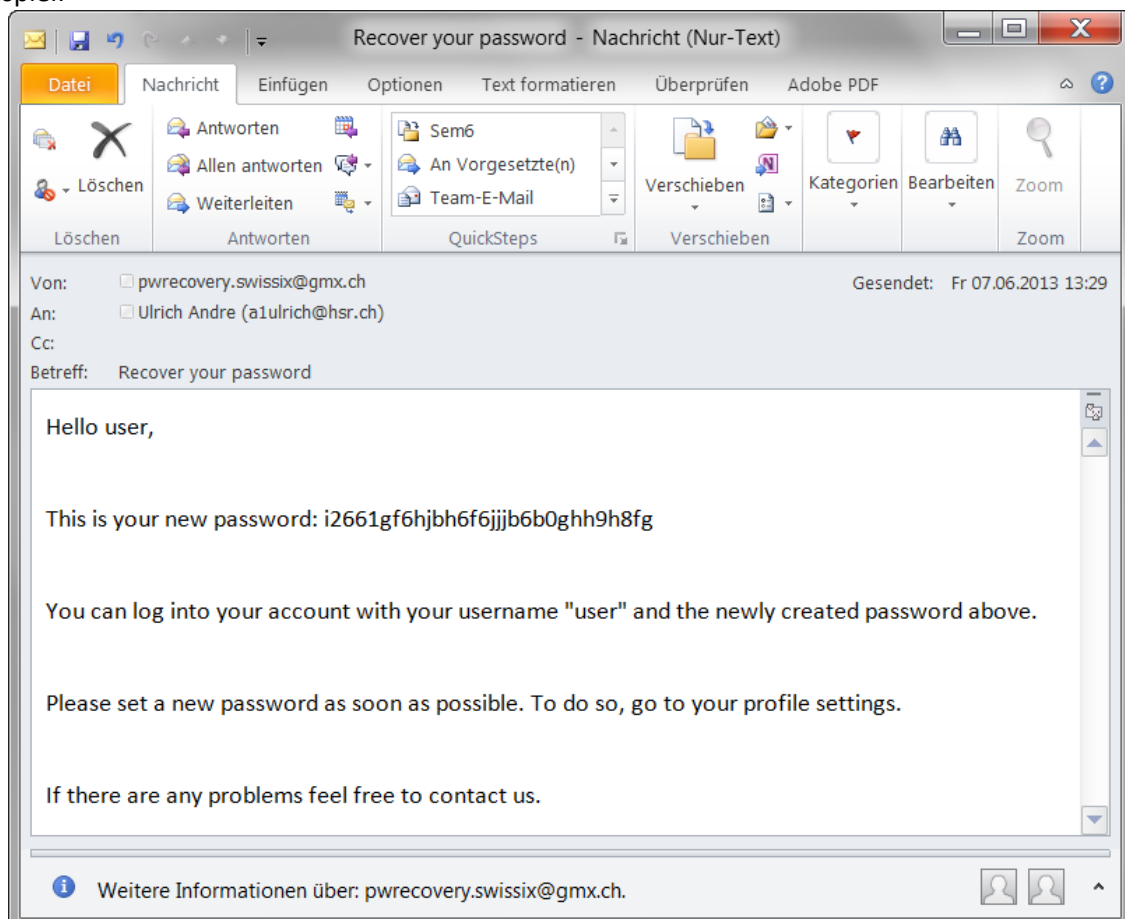 Recover your password - Nachricht (Nur-Text)
Datei Nachricht Einfügen Optionen Text formatieren Überprüfen Adobe PDF
Löschen
Antworten
Allen antworten
Weiterleiten
Sem6
An Vorgesetzte(n)
Team-E-Mail
Verschieben
Kategorien
Bearbeiten
Zoom
Löschen Antworten QuickSteps Verschieben Zoom
Von: pwrecovery.swissix@gmx.ch Gesendet: Fr 07.06.2013 13:29
An: Ulrich Andre (a1ulrich@hsr.ch)
Cc:
Betreff: Recover your password
Hello user,
This is your new password: i2661gf6hjbh6f6jjjb6b0ghh9h8fg
You can log into your account with your username "user" and the newly created password above.
Please set a new password as soon as possible. To do so, go to your profile settings.
If there are any problems feel free to contact us.
Weitere Informationen über: pwrecovery.swissix@gmx.ch.